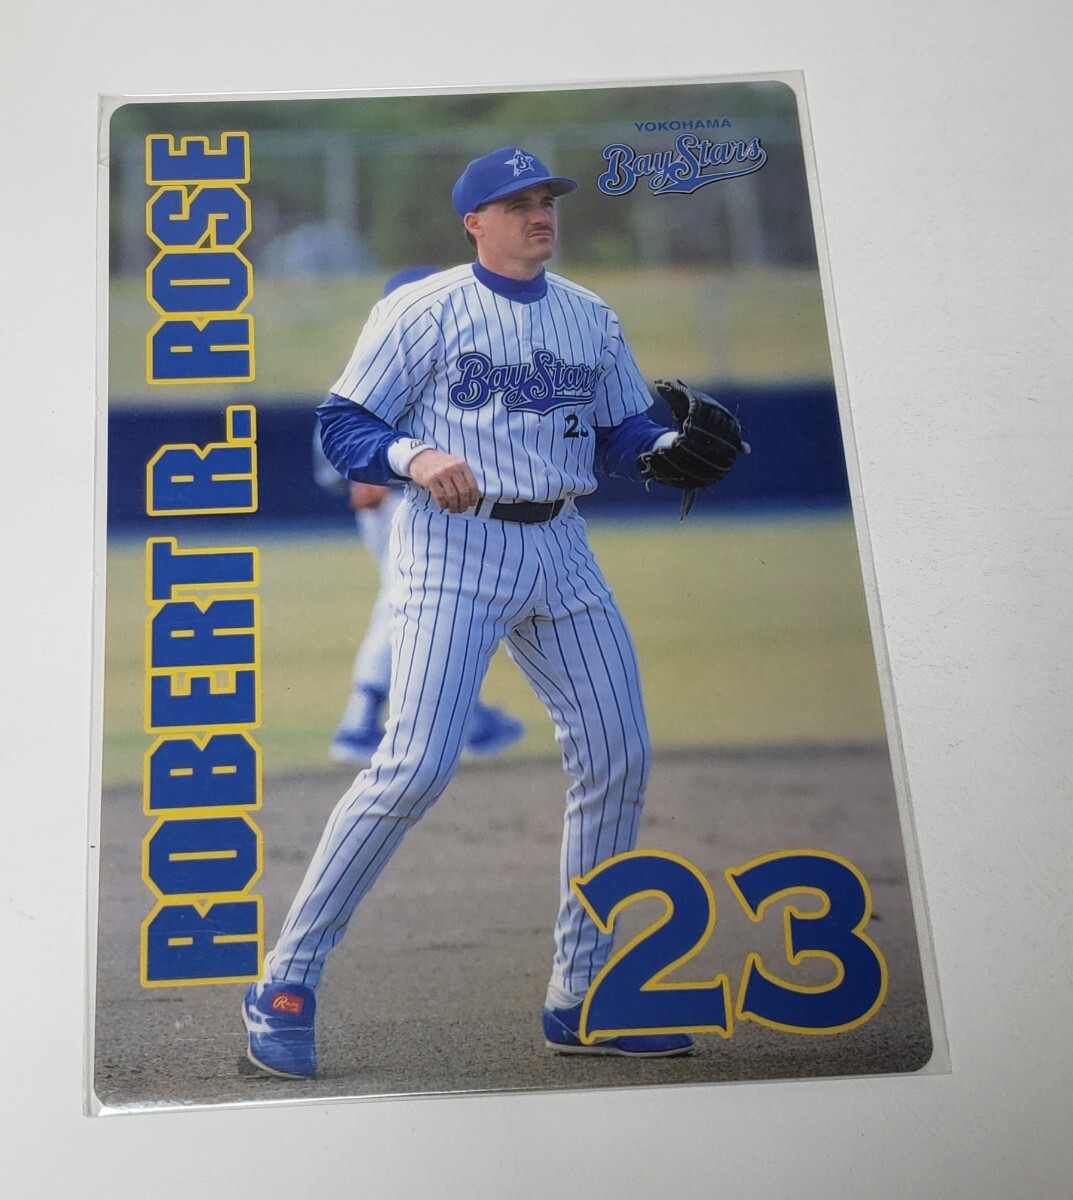 ROBERT R. ROSE
YOKOHAMA
BayStars
B
BayStars
23
23